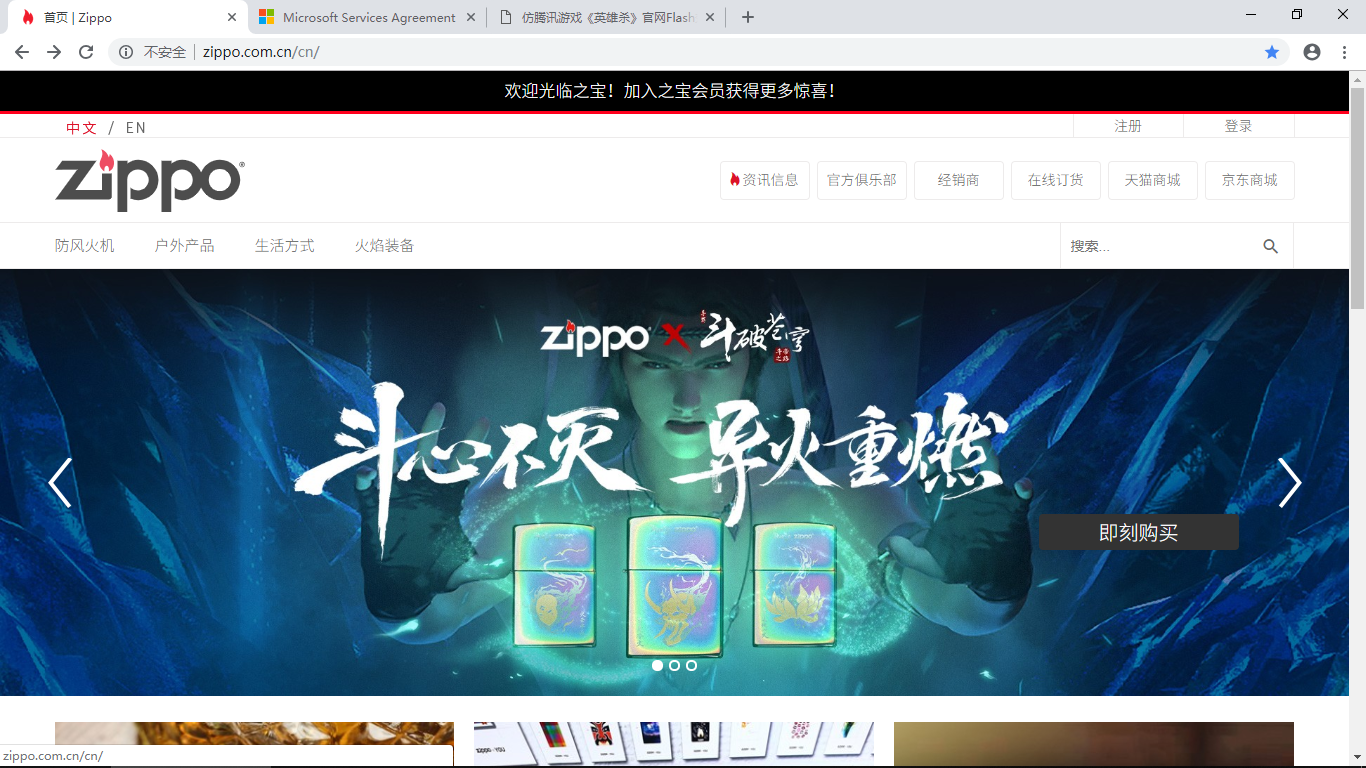 首页 | Zippo
Microsoft Services Agreement
仿腾讯游戏《英雄杀》官网Flash
不安全 | zippo.com.cn/cn/
欢迎光临之宝！加入之宝会员获得更多惊喜！
中文 / EN
注册
登录
zippo
资讯信息
官方俱乐部
经销商
在线订货
天猫商城
京东商城
防风火机
户外产品
生活方式
火焰装备
搜索...
zippo X 斗破苍穹
斗心不灭 异火重燃
即刻购买
zippo.com.cn/cn/